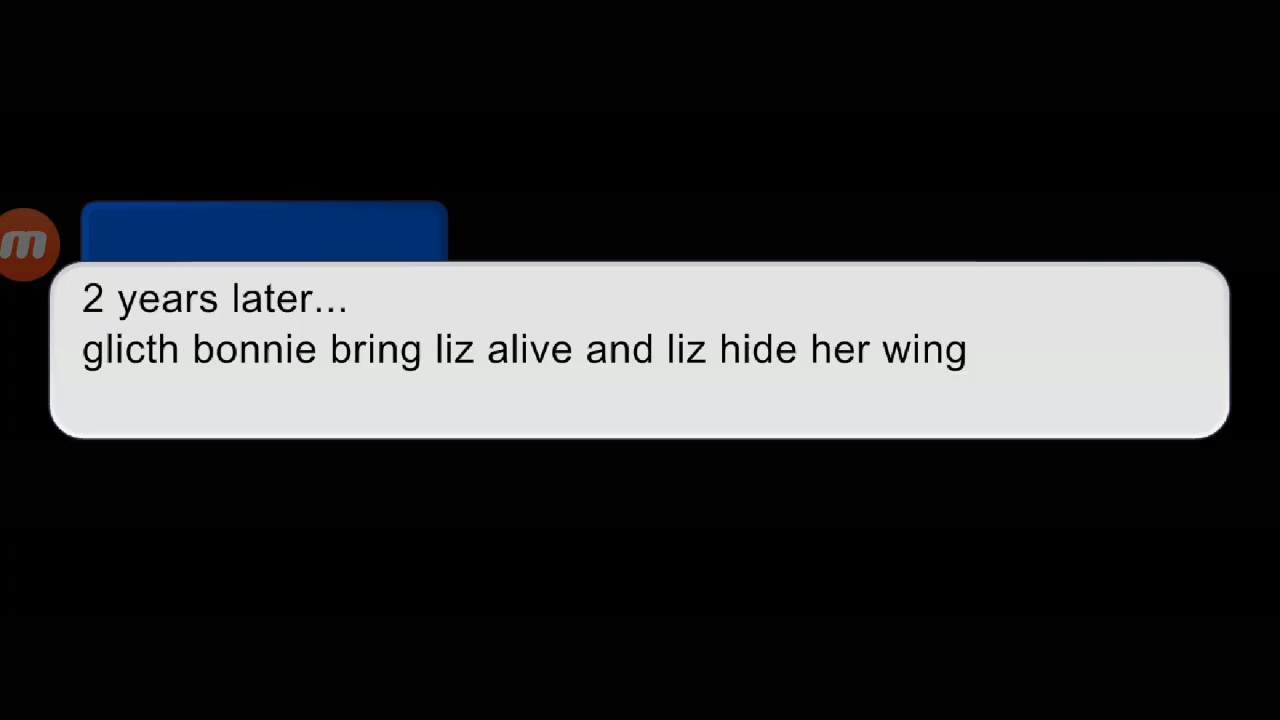 2 years later...
glicth bonnie bring liz alive and liz hide her wing